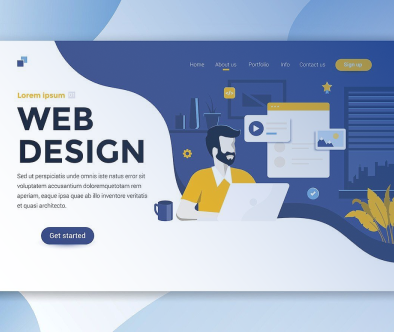 Home About us Portfolio Info Contact us Sign up
Lorem ipsum
WEB
DESIGN
Sed ut perspiciatis unde omnis iste natus error sit
voluptatem accusantium doloremquetotam rem
aperiam, eaque ipsa quae ab illo inventore veritatis
et quasi architecto.
Get started